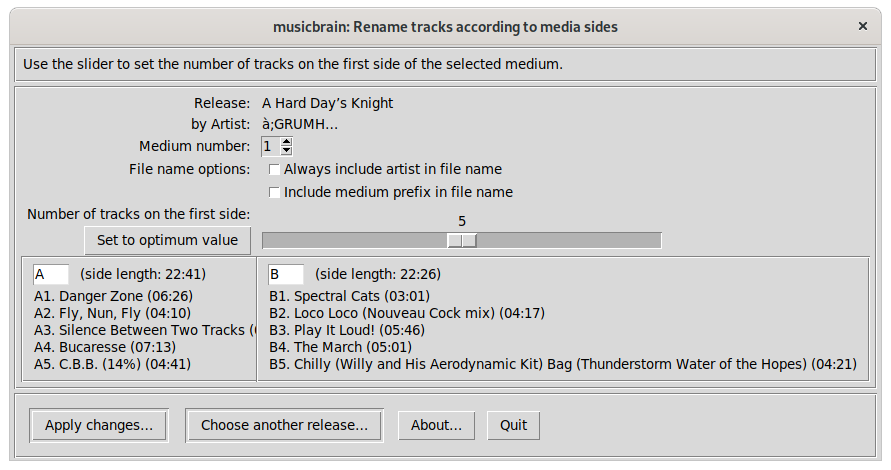 musicbrain: Rename tracks according to media sides
Use the slider to set the number of tracks on the first side of the selected medium.
Release: A Hard Day's Knight
by Artist: à;GRUMH...
Medium number: 1
File name options: Always include artist in file name
Include medium prefix in file name
Number of tracks on the first side:
5
Set to optimum value
A (side length: 22:41)
A1. Danger Zone (06:26)
A2. Fly, Nun, Fly (04:10)
A3. Silence Between Two Tracks (
A4. Bucaresse (07:13)
A5. C.B.B. (14%) (04:41)
B (side length: 22:26)
B1. Spectral Cats (03:01)
B2. Loco Loco (Nouveau Cock mix) (04:17)
B3. Play It Loud! (05:46)
B4. The March (05:01)
B5. Chilly (Willy and His Aerodynamic Kit) Bag (Thunderstorm Water of the Hopes) (04:21)
Apply changes... Choose another release... About... Quit